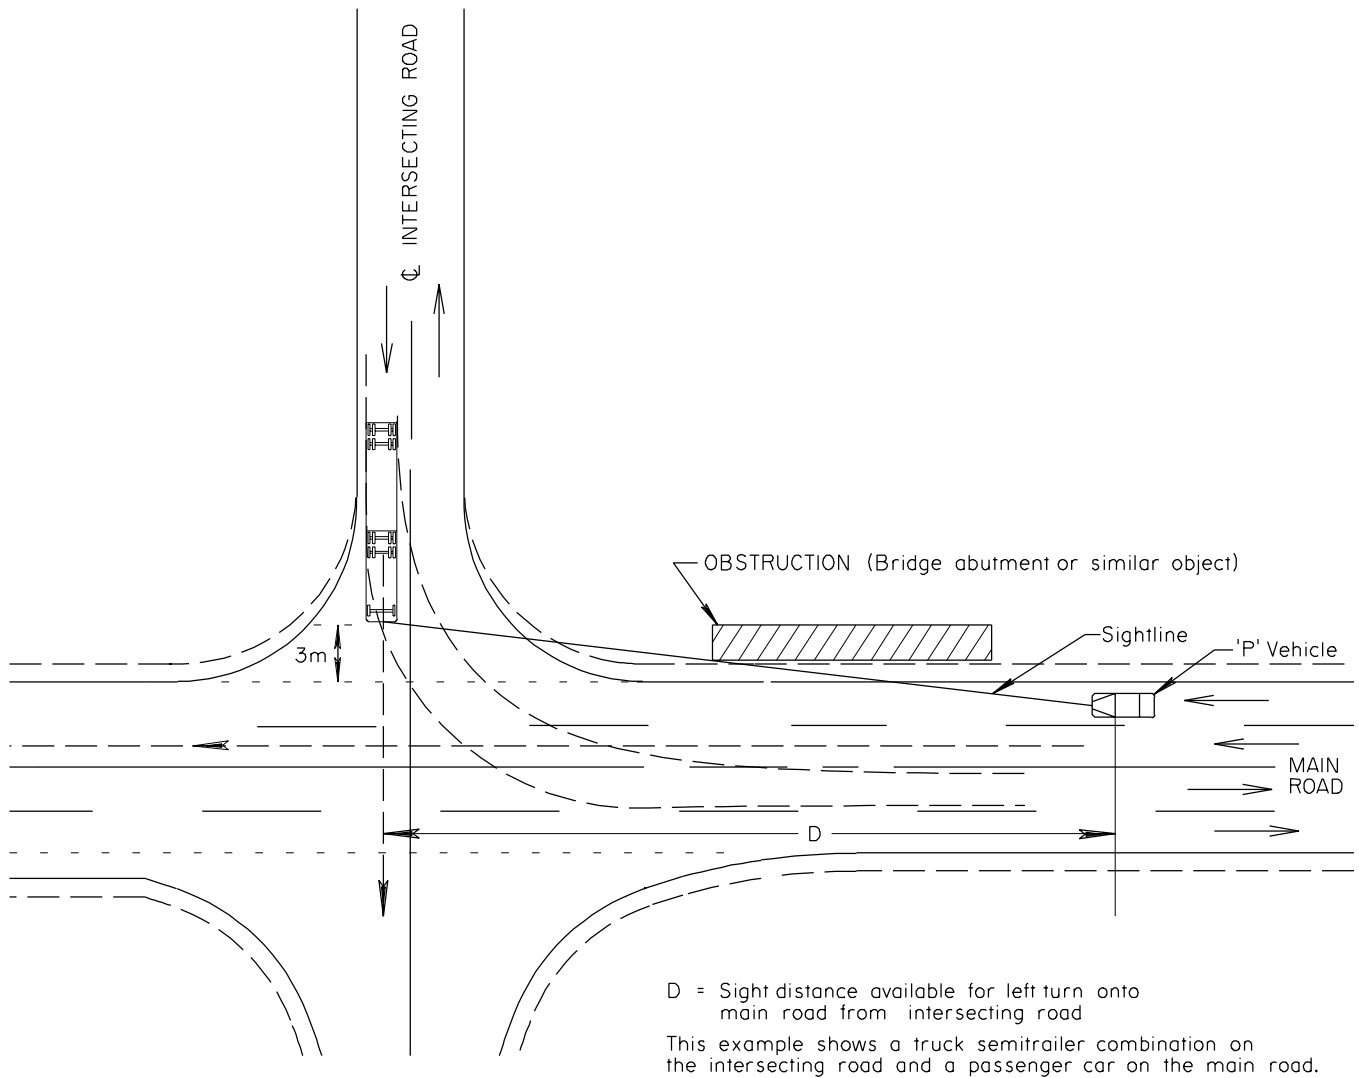 ℄ INTERSECTING ROAD
OBSTRUCTION (Bridge abutment or similar object)
Sightline
'P' Vehicle
3m
MAIN
ROAD
D
D = Sight distance available for left turn onto
main road from intersecting road
This example shows a truck semitrailer combination on
the intersecting road and a passenger car on the main road.